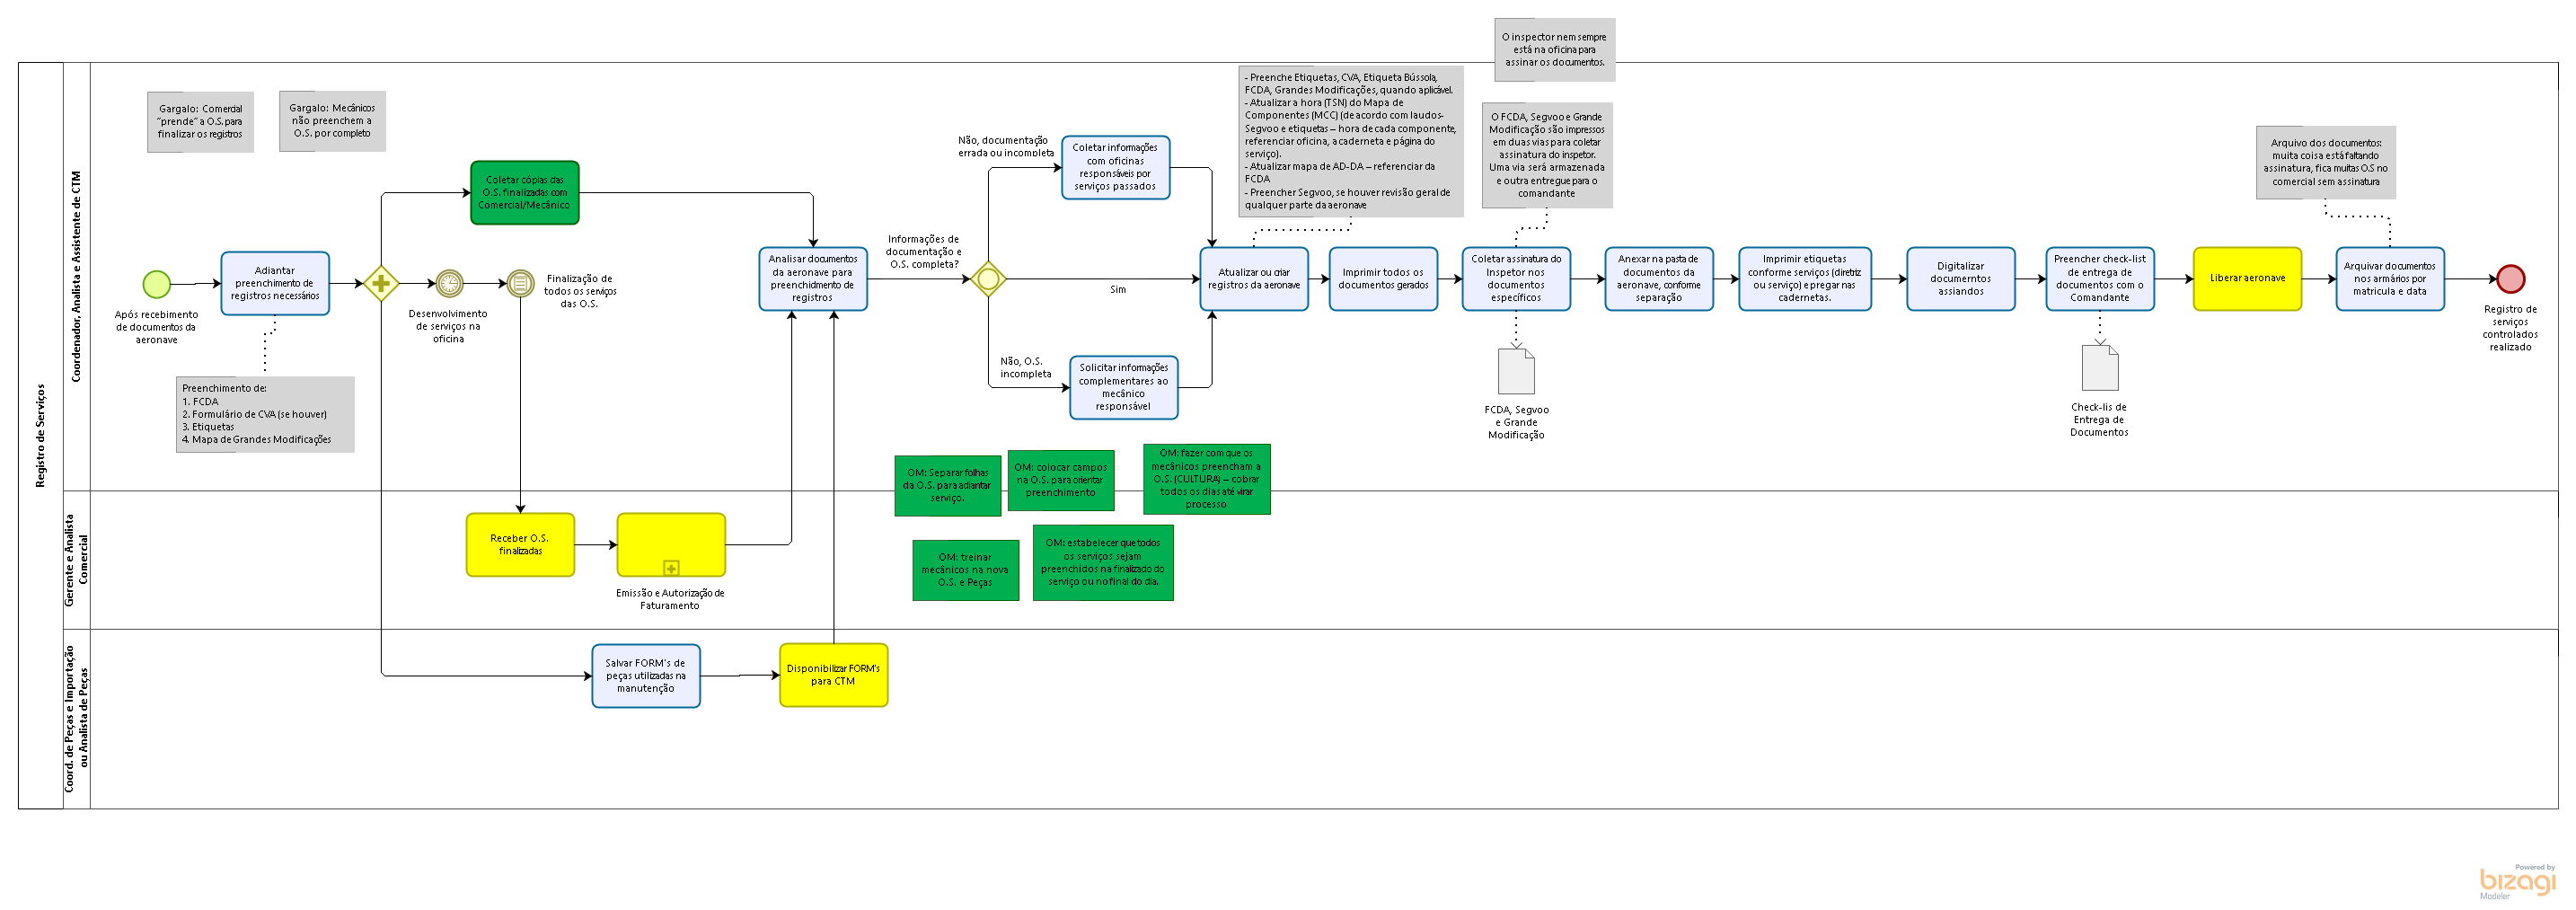 O inspector nem sempre
está na oficina para
assinar os documentos.
Registro de Serviços
Coordenador, Analista e Assistente de CTM
Gargalo: Comercial
"prende" a O.S. para
finalizar os registros
Gargalo: Mecânicos
não preenchem a
O.S. por completo
Após recebimento
de documentos da
aeronave
Adiantar
preenchimento de
registros necessários
Preenchimento de:
1. FCDA
2. Formulário de CVA (se houver)
3. Etiquetas
4. Mapa de Grandes Modificações
Coletar cópias das
O.S. finalizadas com
Comercial/Mecânico
Desenvolvimento
de serviços na
oficina
Finalização de
todos os serviços
das O.S.
Analisar documentos
da aeronave para
preenchidmento de
registros
Informações de
documentação e
O.S. completa?
Não, documentação
errada ou incompleta
Coletar informações
com oficinas
responsáveis por
serviços passados
Sim
Não, O.S.
incompleta
Solicitar informações
complementares ao
mecânico
responsável
- Preenche Etiquetas, CVA, Etiqueta Bússola,
FCDA, Grandes Modificações, quando aplicável.
- Atualizar a hora (TSN) do Mapa de
Componentes (MCC) (de acordo com laudos-
Segvoo e etiquetas – hora de cada componente,
referenciar oficina, a caderneta e página do
serviço).
- Atualizar mapa de AD-DA – referenciar da
FCDA
- Preencher Segvoo, se houver revisão geral de
qualquer parte da aeronave
Atualizar ou criar
registros da aeronave
Imprimir todos os
documentos gerados
O FCDA, Segvoo e Grande
Modificação são impressos
em duas vias para coletar
assinatura do inspetor.
Uma via será armazenada
e outra entregue para o
comandante
Coletar assinatura do
Inspetor nos
documentos
específicos
FCDA, Segvoo
e Grande
Modificação
Anexar na pasta de
documentos da
aeronave, conforme
separação
Imprimir etiquetas
conforme serviços (diretriz
ou serviço) e pregar nas
cadernetas.
Digitalizar
documemtos
assiandos
Preencher check-list
de entrega de
documentos com o
Comandante
Check-lis de
Entrega de
Documentos
Liberar aeronave
Arquivo dos documentos:
muita coisa está faltando
assinatura, fica muitas O.S no
comercial sem assinatura
Arquivar documentos
nos armários por
matricula e data
Registro de
serviços
controlados
realizado
OM: Separar folhas
da O.S. para adiantar
serviço.
OM: colocar campos
na O.S. para orientar
preenchimento
OM: fazer com que os
mecânicos preencham a
O.S. (CULTURA) – cobrar
todos os dias até virar
processo
OM: treinar
mecânicos na nova
O.S. e Peças
OM: estabelecer que todos
os serviços sejam
preenchidos na finalizado do
serviço ou no final do dia.
Gerente e Analista
Comercial
Receber O.S.
finalizadas
Emissão e Autorização de
Faturamento
Coord. de Peças e Importação
ou Analista de Peças
Salvar FORM's de
peças utilizadas na
manutenção
Disponibilizar FORM's
para CTM
Powered by
bizagi
Modeler